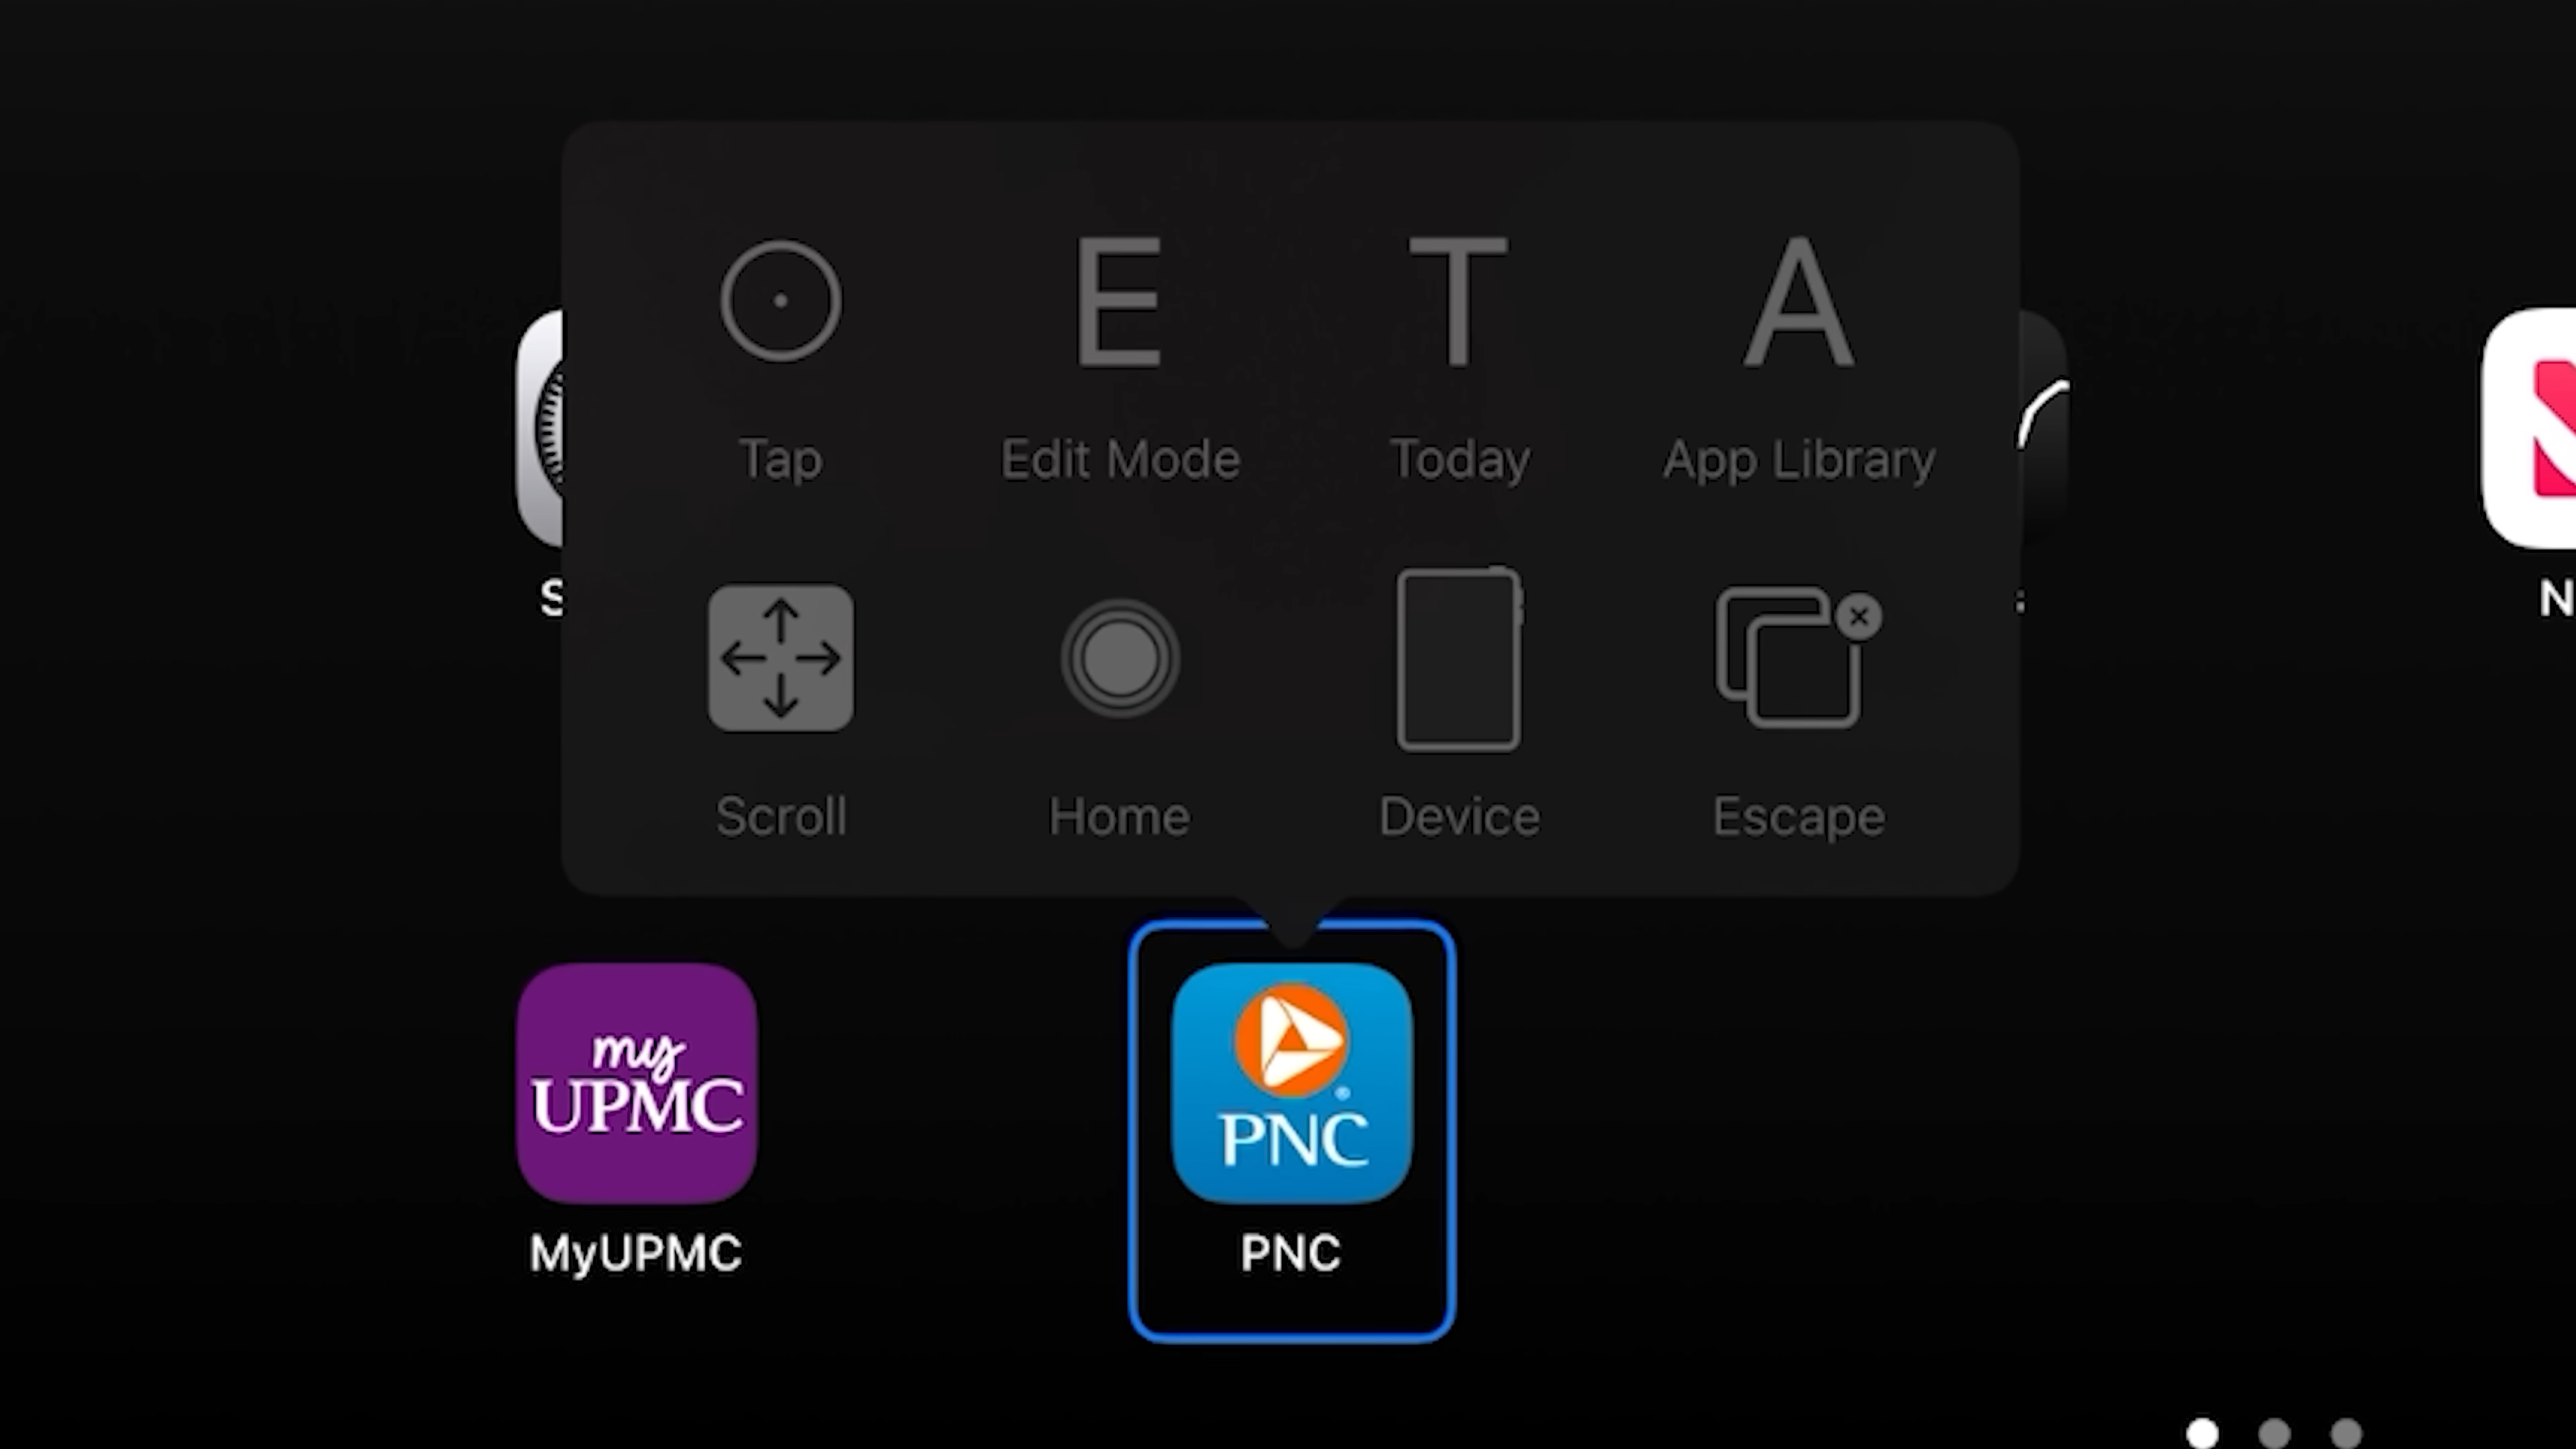 E T A
Tap Edit Mode Today App Library
S
N
Scroll Home Device Escape
my
UPMC
PNC
MyUPMC
PNC